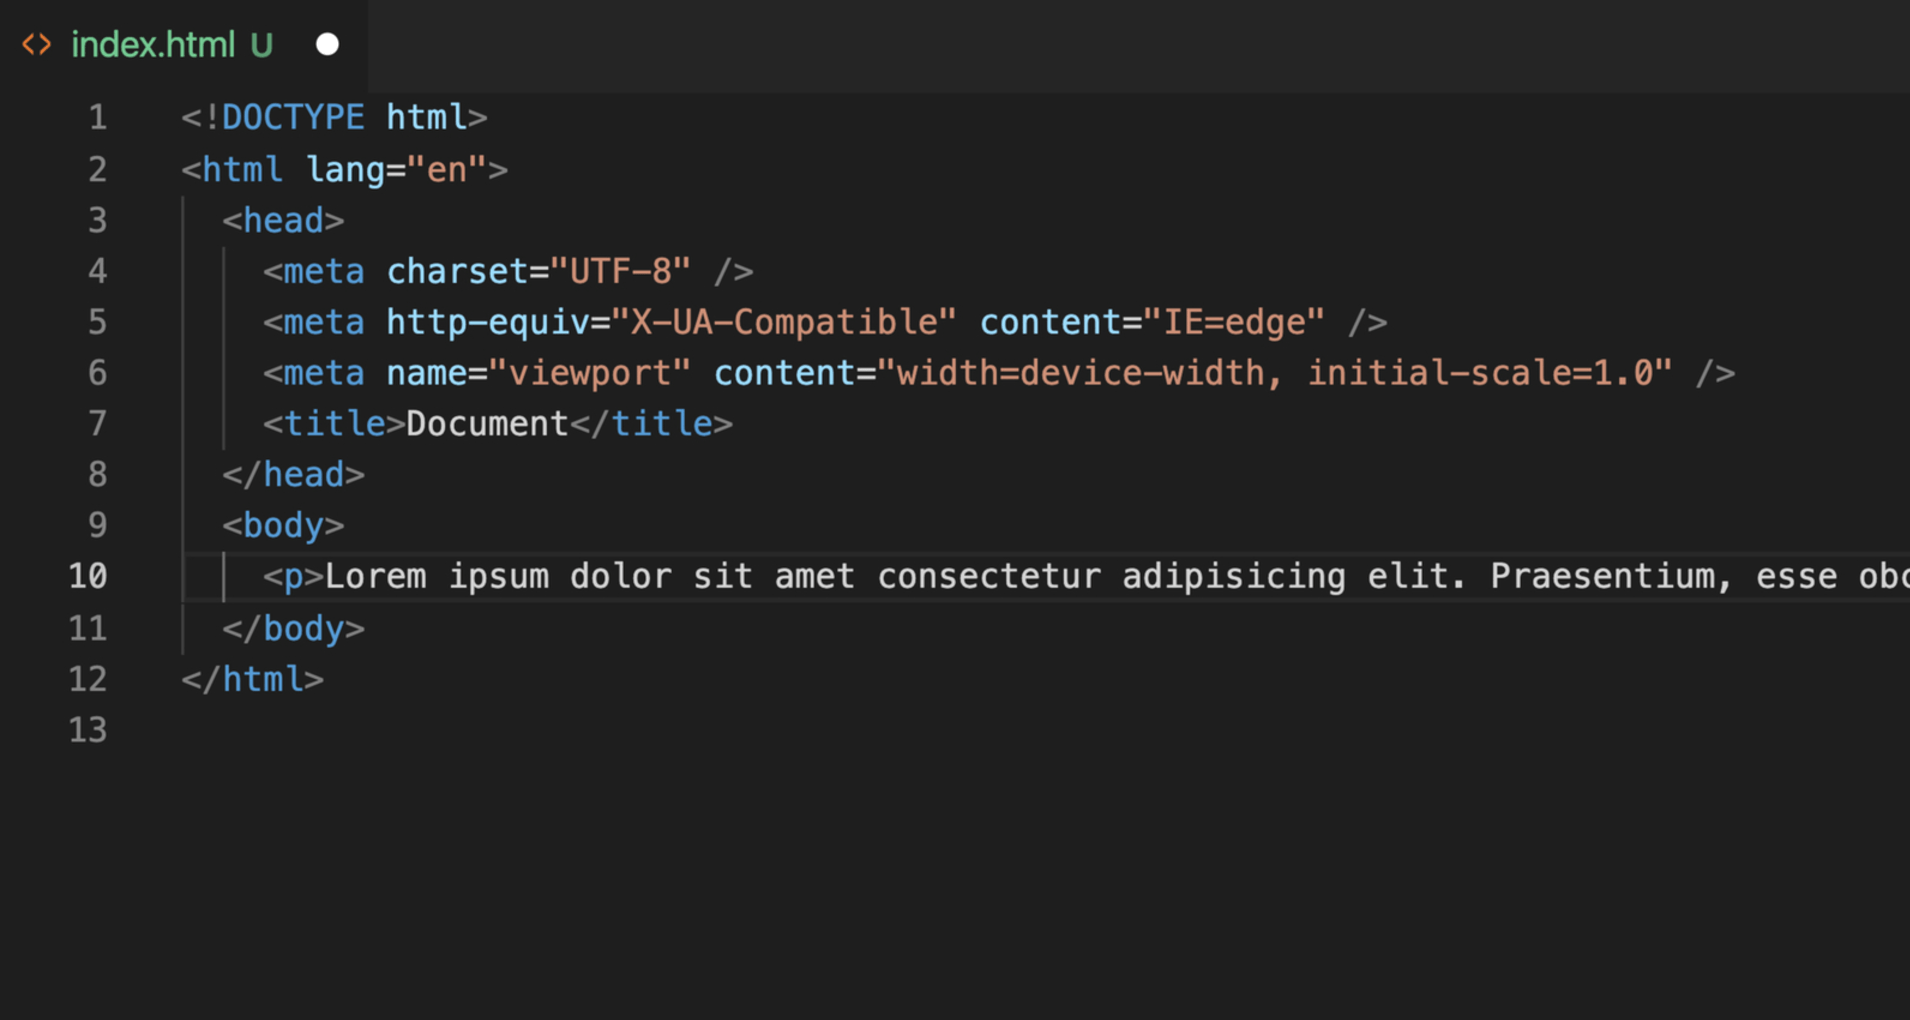 index.html U
1 <!DOCTYPE html>
2 <html lang="en">
3 <head>
4 <meta charset="UTF-8" />
5 <meta http-equiv="X-UA-Compatible" content="IE=edge" />
6 <meta name="viewport" content="width=device-width, initial-scale=1.0" />
7 <title>Document</title>
8 </head>
9 <body>
10 <p>Lorem ipsum dolor sit amet consectetur adipisicing elit. Praesentium, esse
11 </body>
12 </html>
13